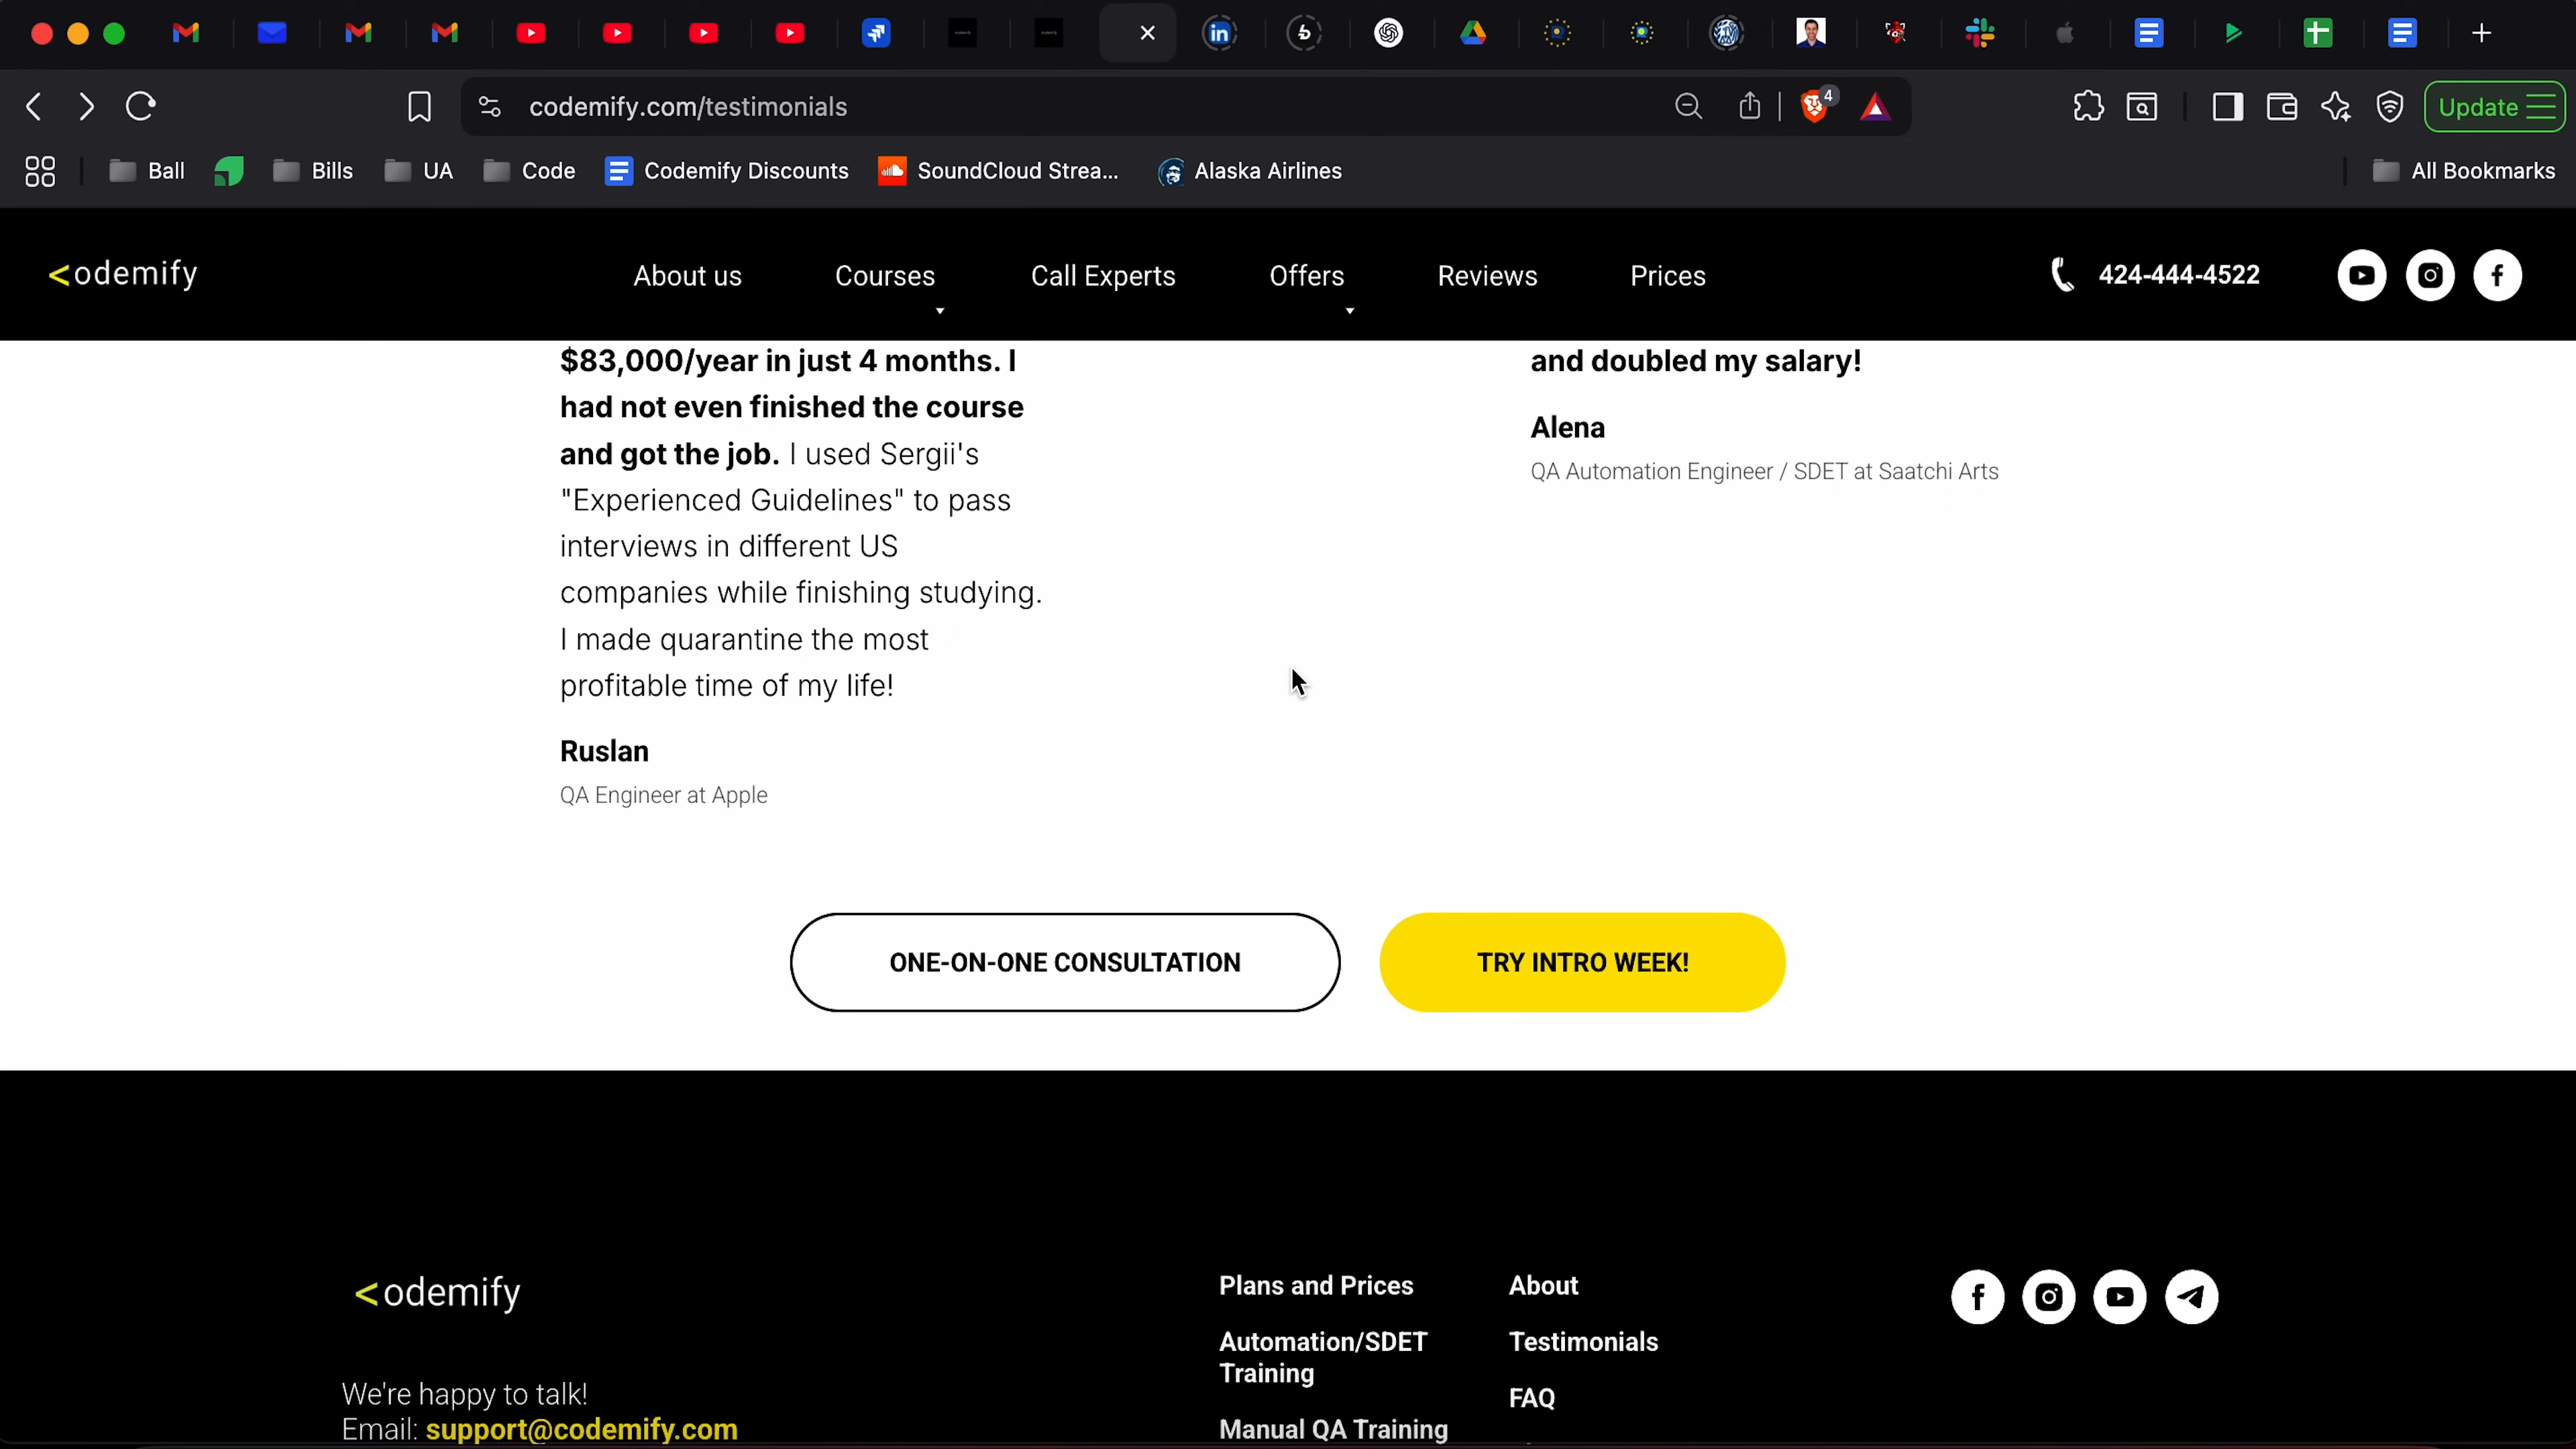 codemify.com/testimonials
4
Update
Ball
Bills
UA
Code
Codemify Discounts
SoundCloud Strea...
Alaska Airlines
All Bookmarks
<odemify
About us
Courses
Call Experts
Offers
Reviews
Prices
424-444-4522
$83,000/year in just 4 months. I
had not even finished the course
and got the job. I used Sergii's
"Experienced Guidelines" to pass
interviews in different US
companies while finishing studying.
I made quarantine the most
profitable time of my life!
Ruslan
QA Engineer at Apple
and doubled my salary!
Alena
QA Automation Engineer / SDET at Saatchi Arts
ONE-ON-ONE CONSULTATION
TRY INTRO WEEK!
<odemify
We're happy to talk!
Email: support@codemify.com
Plans and Prices
Automation/SDET
Training
Manual QA Training
About
Testimonials
FAQ